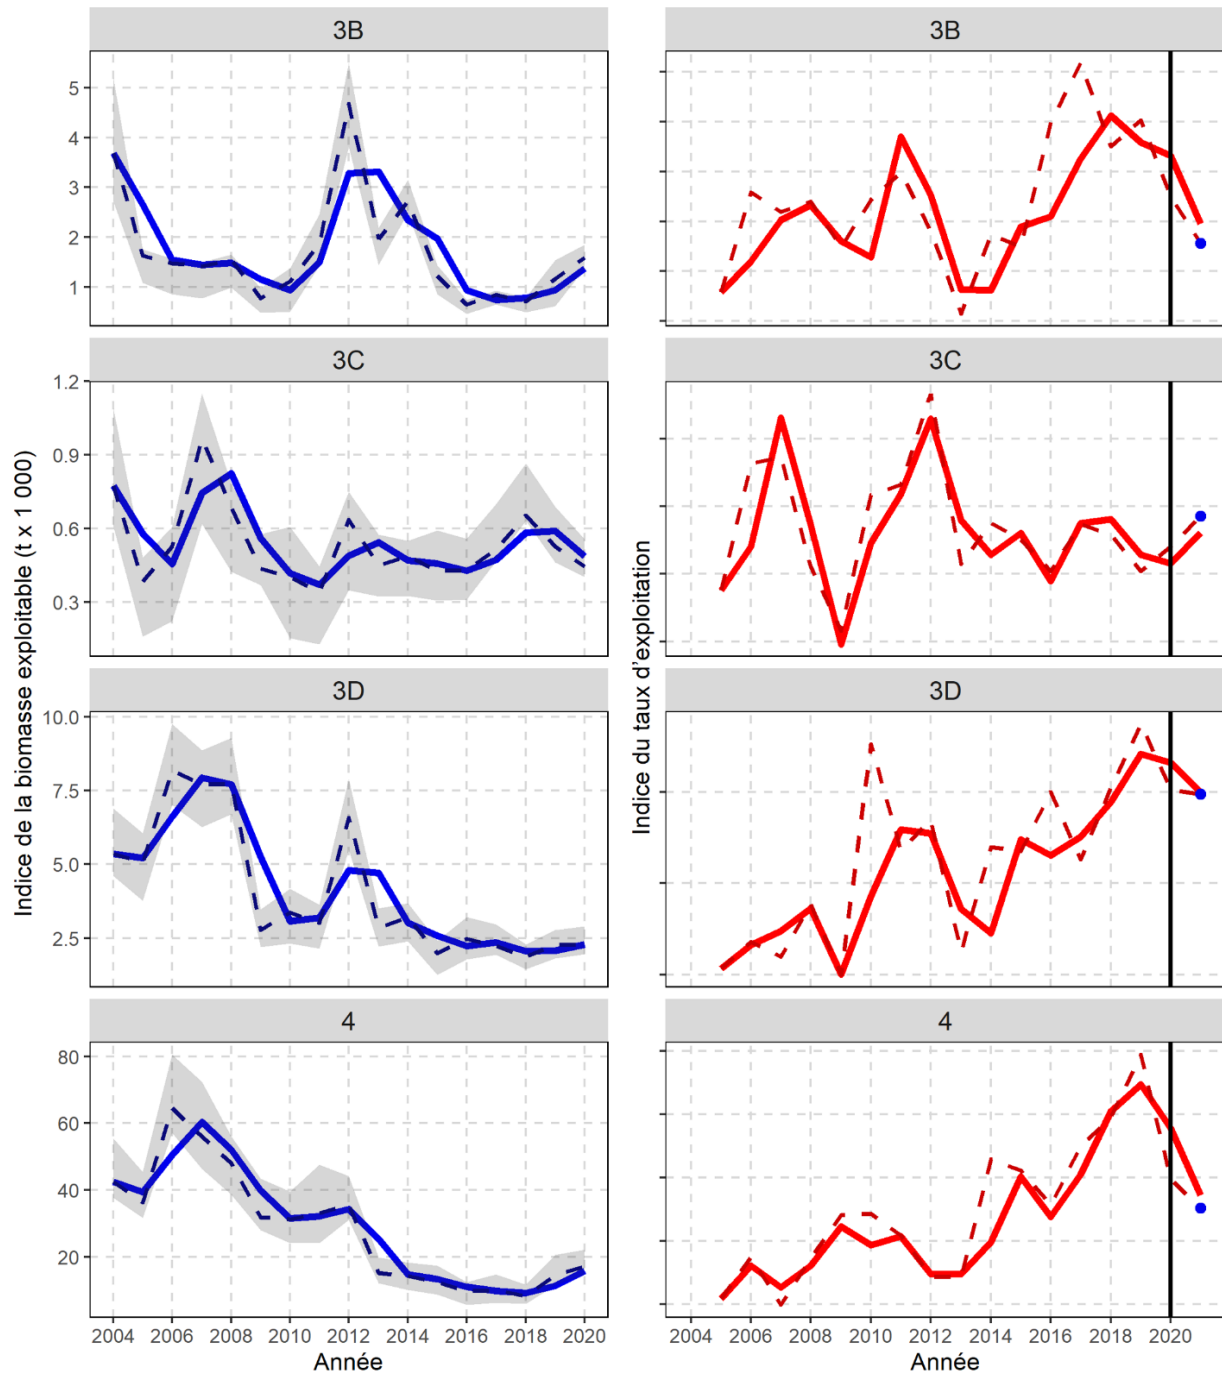 3B
5
4
3
2
1
3C
1.2
0.9
0.6
0.3
3D
10.0
7.5
5.0
2.5
4
80
60
40
20
2004 2006 2008 2010 2012 2014 2016 2018 2020
Année
Indice de la biomasse exploitable (t x 1 000)
3B
3C
3D
4
2004 2006 2008 2010 2012 2014 2016 2018 2020
Année
Indice du taux d'exploitation